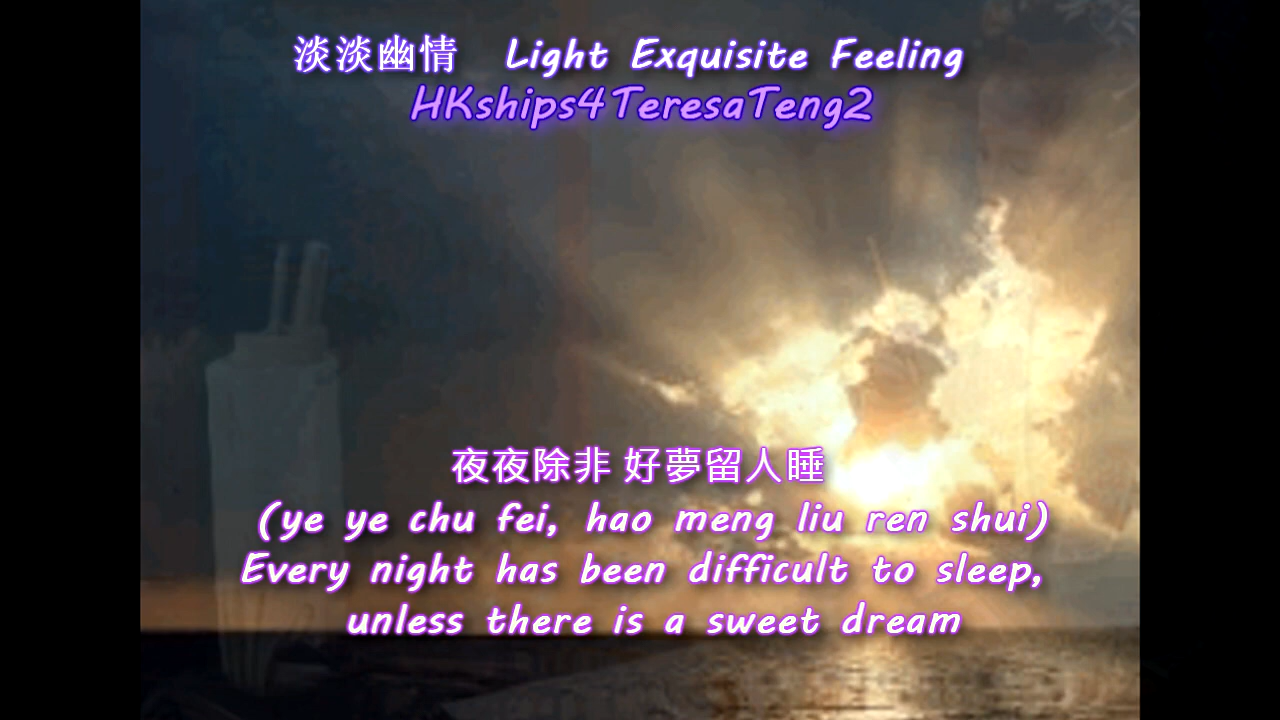 淡淡幽情 Light Exquisite Feeling
HKships4TeresaTeng2
夜夜除非 好夢留人睡
(ye ye chu fei, hao meng liu ren shui)
Every night has been difficult to sleep,
unless there is a sweet dream